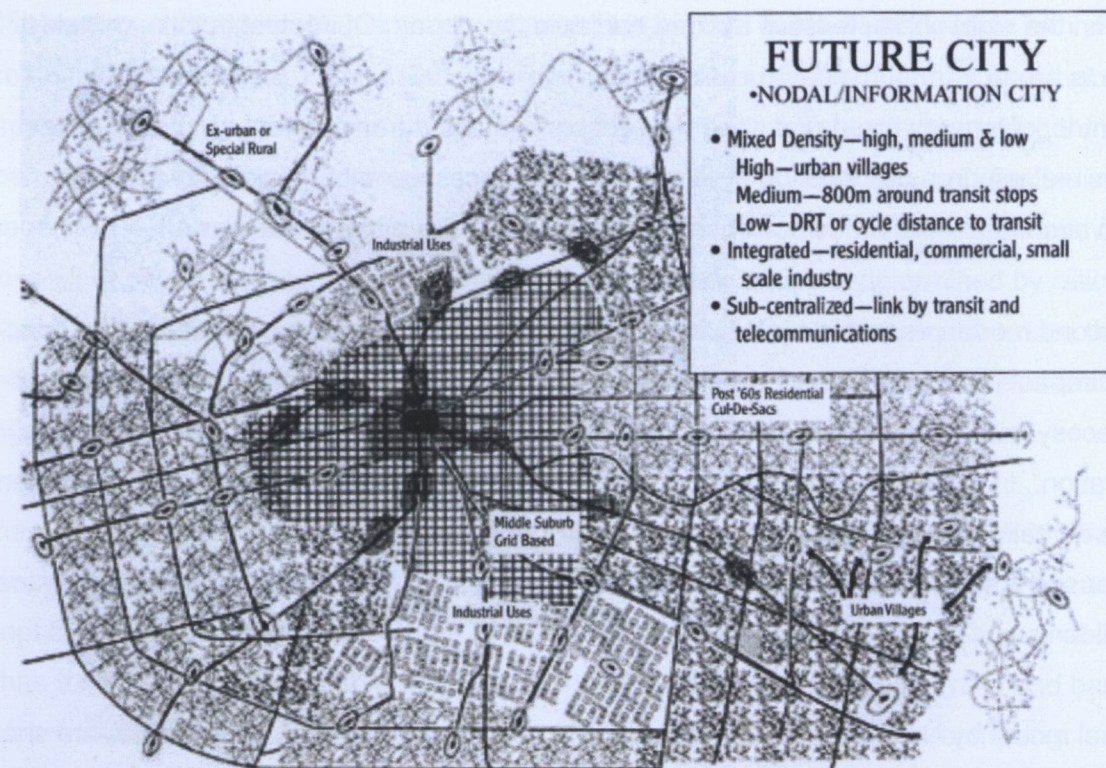 FUTURE CITY
•NODAL/INFORMATION CITY
• Mixed Density—high, medium & low
High—urban villages
Medium—800m around transit stops
Low—DRT or cycle distance to transit
• Integrated—residential, commercial, small
scale industry
• Sub-centralized—link by transit and
telecommunications
Ex-urban or
Special Rural
Industrial Uses
Post '60s Residential
Cul-De-Sacs
Middle Suburb
Grid Based
Industrial Uses
Urban Villages